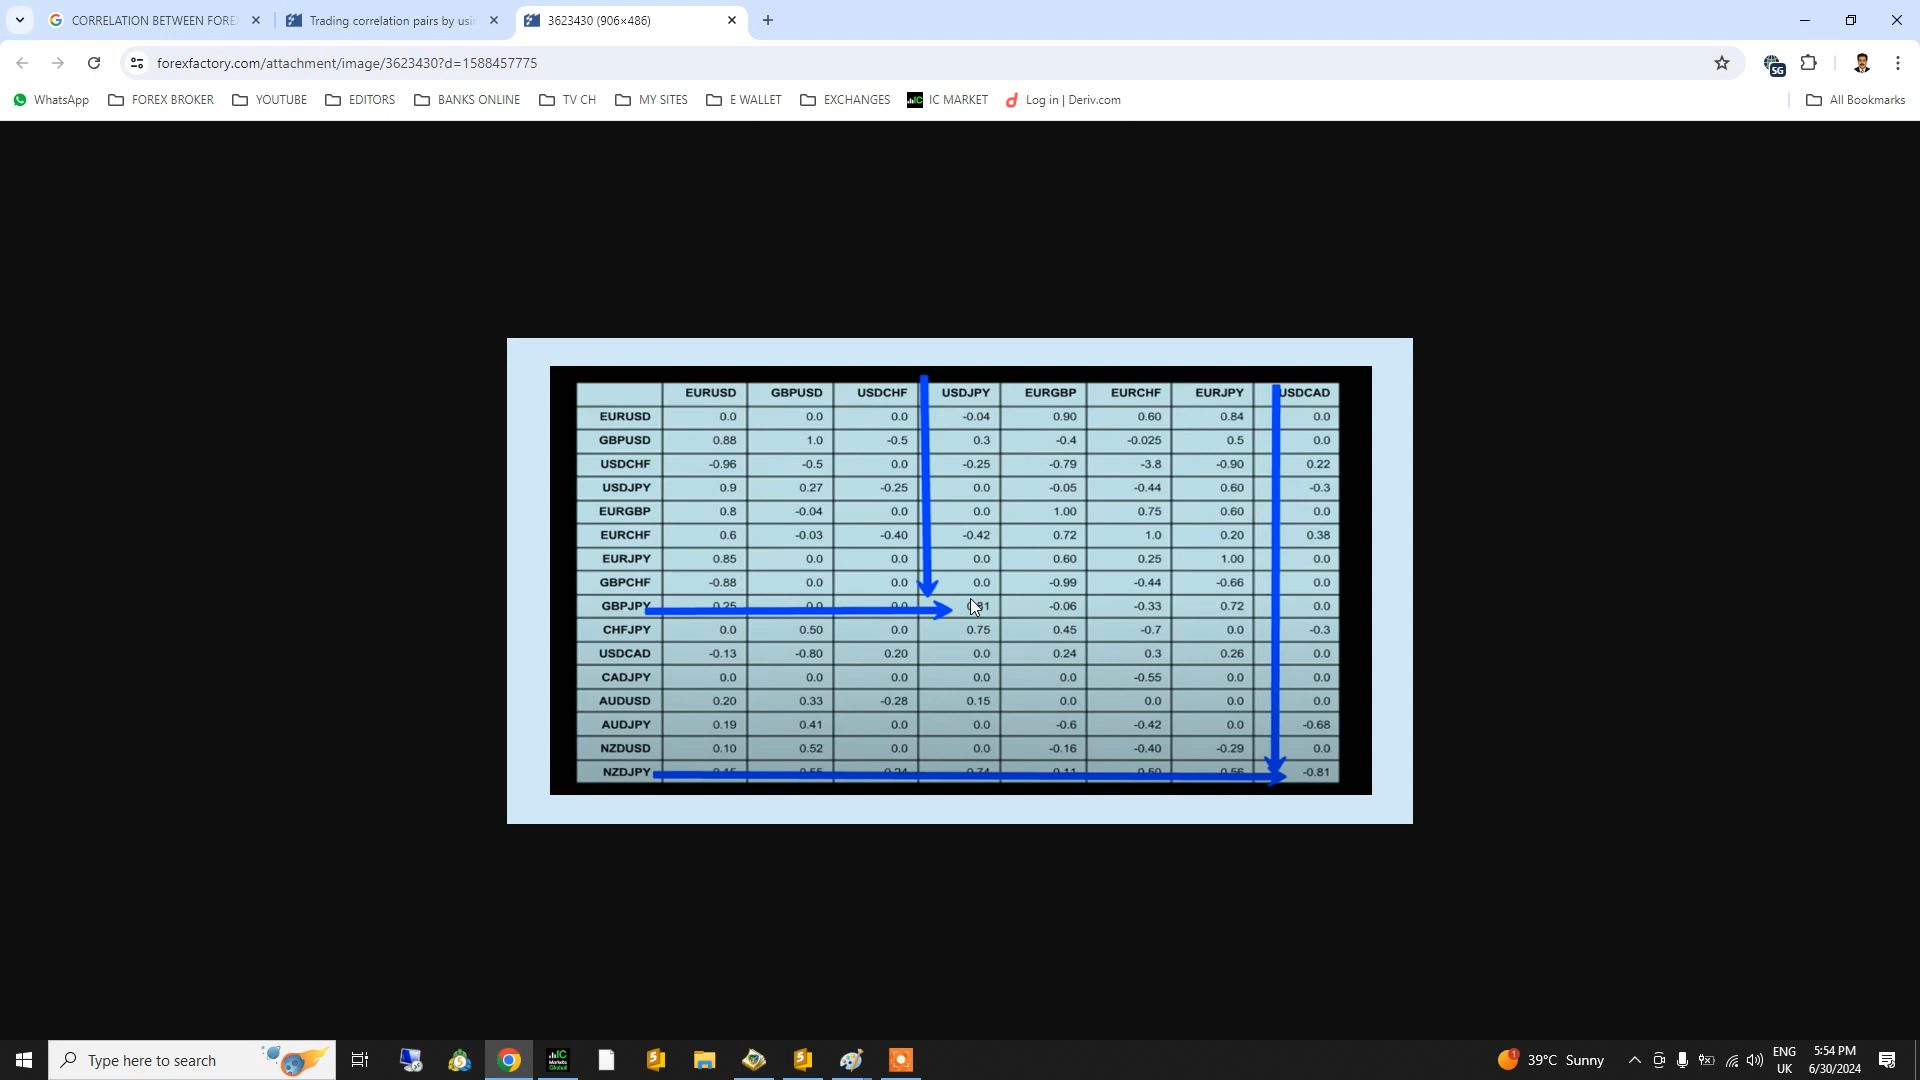 CORRELATION BETWEEN FORE
Trading correlation pairs by usi
3623430 (906×486)
forexfactory.com/attachment/image/3623430?d=1588457775
SG
WhatsApp FOREX BROKER YOUTUBE EDITORS BANKS ONLINE TV CH MY SITES E WALLET EXCHANGES IC MARKET Log in | Deriv.com All Bookmarks
EURUSD GBPUSD USDCHF USDJPY EURGBP EURCHF EURJPY USDCAD
EURUSD 0.0 0.0 0.0 -0.04 0.90 0.60 0.84 0.0
GBPUSD 0.88 1.0 -0.5 0.3 -0.4 -0.025 0.5 0.0
USDCHF -0.96 -0.5 0.0 -0.25 -0.79 -3.8 -0.90 0.22
USDJPY 0.9 0.27 -0.25 0.0 -0.05 -0.44 0.60 -0.3
EURGBP 0.8 -0.04 0.0 0.0 1.00 0.75 0.60 0.0
EURCHF 0.6 -0.03 -0.40 -0.42 0.72 1.0 0.20 0.38
EURJPY 0.85 0.0 0.0 0.0 0.60 0.25 1.00 0.0
GBPCHF -0.88 0.0 0.0 0.0 -0.99 -0.44 -0.66 0.0
GBPJPY 0.25 0.0 0.0 -0.06 -0.33 0.72 0.0
CHFJPY 0.0 0.50 0.0 0.75 0.45 -0.7 0.0 -0.3
USDCAD -0.13 -0.80 0.20 0.0 0.24 0.3 0.26 0.0
CADJPY 0.0 0.0 0.0 0.0 0.0 -0.55 0.0 0.0
AUDUSD 0.20 0.33 -0.28 0.15 0.0 0.0 0.0 0.0
AUDJPY 0.19 0.41 0.0 0.0 -0.6 -0.42 0.0 -0.68
NZDUSD 0.10 0.52 0.0 0.0 -0.16 -0.40 -0.29 0.0
NZDJPY -0.81
Type here to search
39°C Sunny
ENG
UK
5:54 PM
6/30/2024